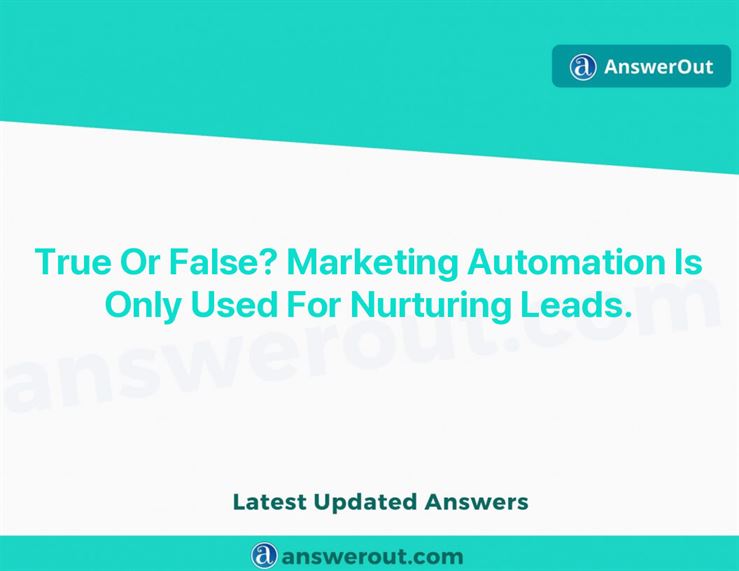 AnswerOut
True Or False? Marketing Automation Is
Only Used For Nurturing Leads.
answerout.com
Latest Updated Answers
answerout.com